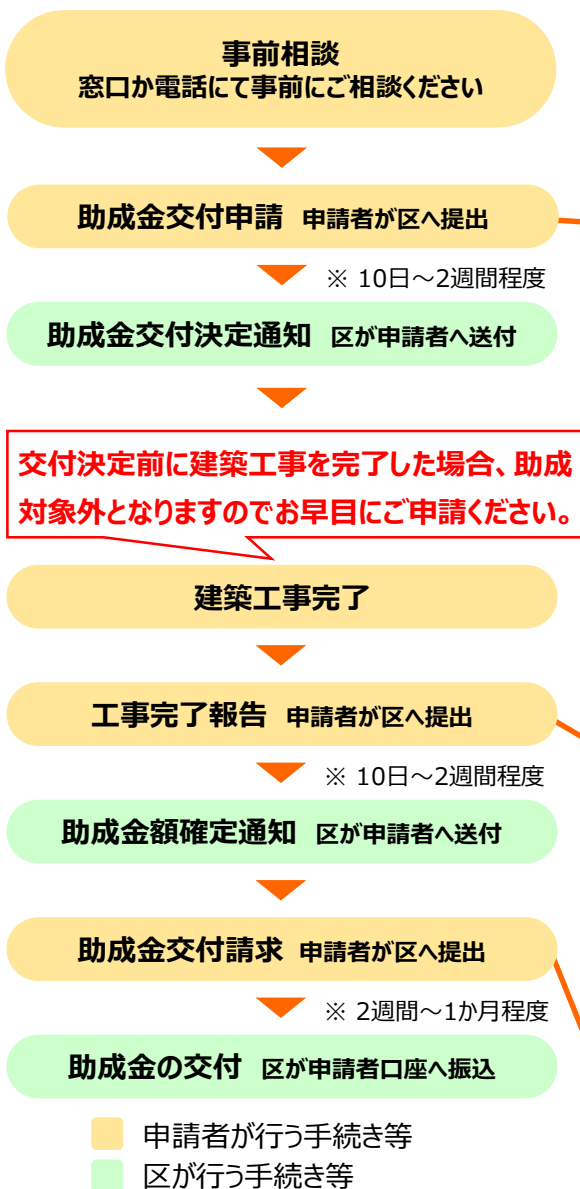 事前相談
窓口か電話にて事前にご相談ください
助成金交付申請 申請者が区へ提出
※ 10日～2週間程度
助成金交付決定通知 区が申請者へ送付
交付決定前に建築工事を完了した場合、助成
対象外となりますのでお早目にご申請ください。
建築工事完了
工事完了報告 申請者が区へ提出
※ 10日～2週間程度
助成金額確定通知 区が申請者へ送付
助成金交付請求 申請者が区へ提出
※ 2週間～1か月程度
助成金の交付 区が申請者口座へ振込
申請者が行う手続き等
区が行う手続き等